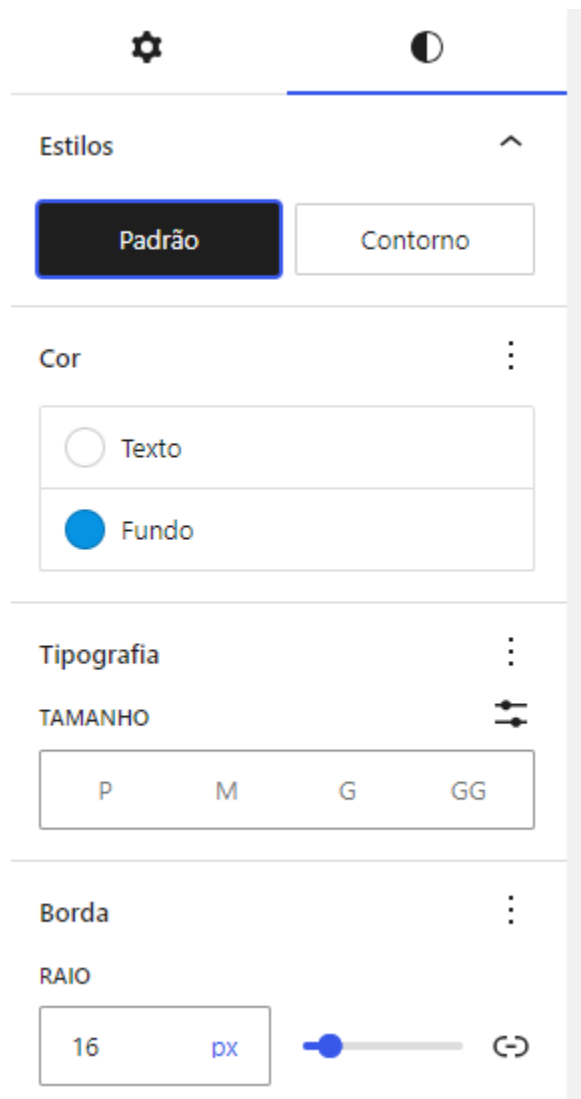 Estilos
Padrão Contorno
Cor
Texto
Fundo
Tipografia
TAMANHO
P M G GG
Borda
RAIO
16 px